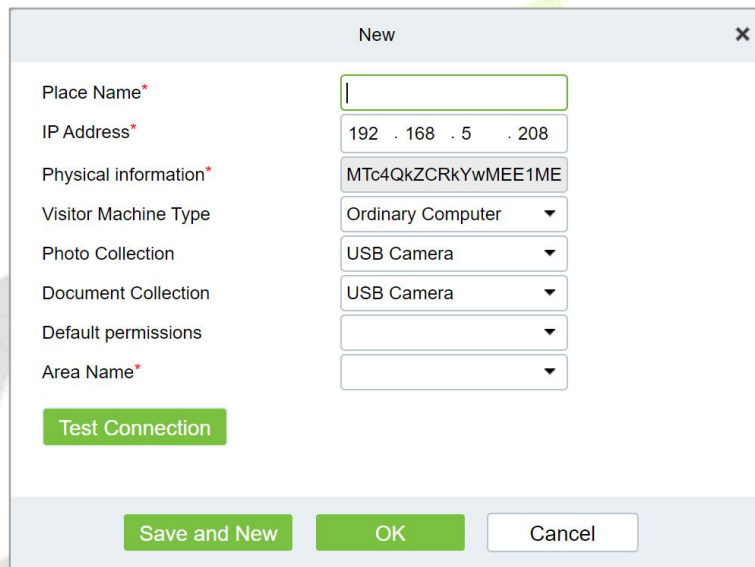 New
Place Name*
IP Address* 192 . 168 . 5 . 208
Physical information* MTc4QkZCRkYwMEE1ME
Visitor Machine Type Ordinary Computer
Photo Collection USB Camera
Document Collection USB Camera
Default permissions
Area Name*
Test Connection
Save and New OK Cancel